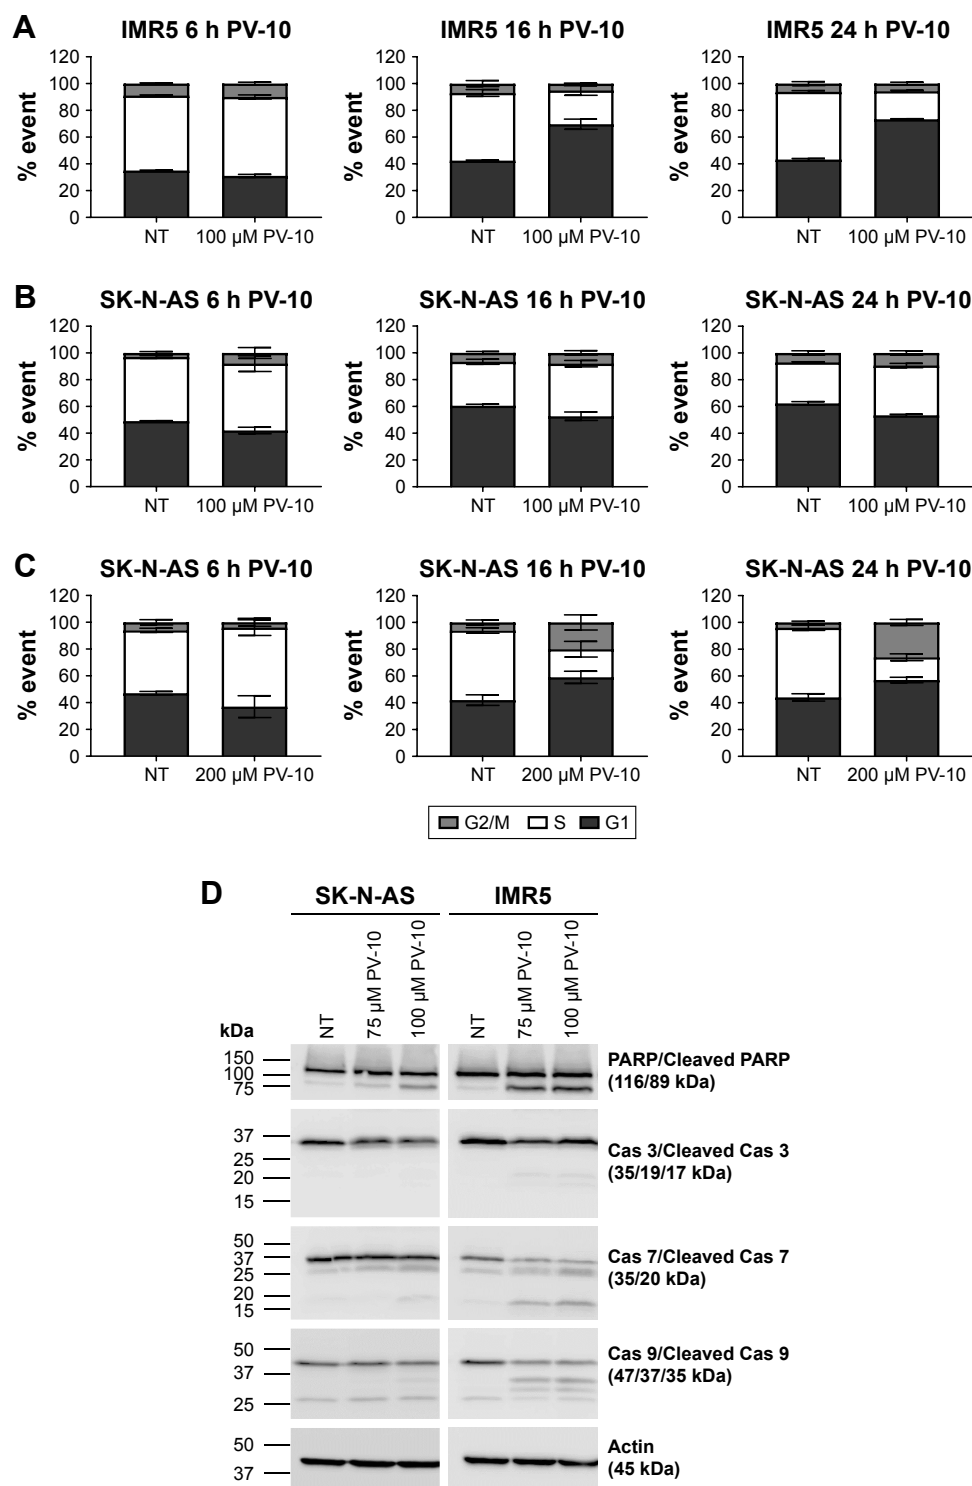 A
IMR5 6 h PV-10
IMR5 16 h PV-10
IMR5 24 h PV-10
% event
120
100
80
60
40
20
0
NT
100 µM PV-10
% event
120
100
80
60
40
20
0
NT
100 µM PV-10
% event
120
100
80
60
40
20
0
NT
100 µM PV-10
B
SK-N-AS 6 h PV-10
SK-N-AS 16 h PV-10
SK-N-AS 24 h PV-10
% event
120
100
80
60
40
20
0
NT
100 µM PV-10
% event
120
100
80
60
40
20
0
NT
100 µM PV-10
% event
120
100
80
60
40
20
0
NT
100 µM PV-10
C
SK-N-AS 6 h PV-10
SK-N-AS 16 h PV-10
SK-N-AS 24 h PV-10
% event
120
100
80
60
40
20
0
NT
200 µM PV-10
% event
120
100
80
60
40
20
0
NT
200 µM PV-10
% event
120
100
80
60
40
20
0
NT
200 µM PV-10
G2/M S G1
D
SK-N-AS
IMR5
NT
75 µM PV-10
100 µM PV-10
NT
75 µM PV-10
100 µM PV-10
kDa
150
100
75
PARP/Cleaved PARP
(116/89 kDa)
37
25
20
15
Cas 3/Cleaved Cas 3
(35/19/17 kDa)
50
37
25
20
15
Cas 7/Cleaved Cas 7
(35/20 kDa)
50
37
25
Cas 9/Cleaved Cas 9
(47/37/35 kDa)
50
37
Actin
(45 kDa)